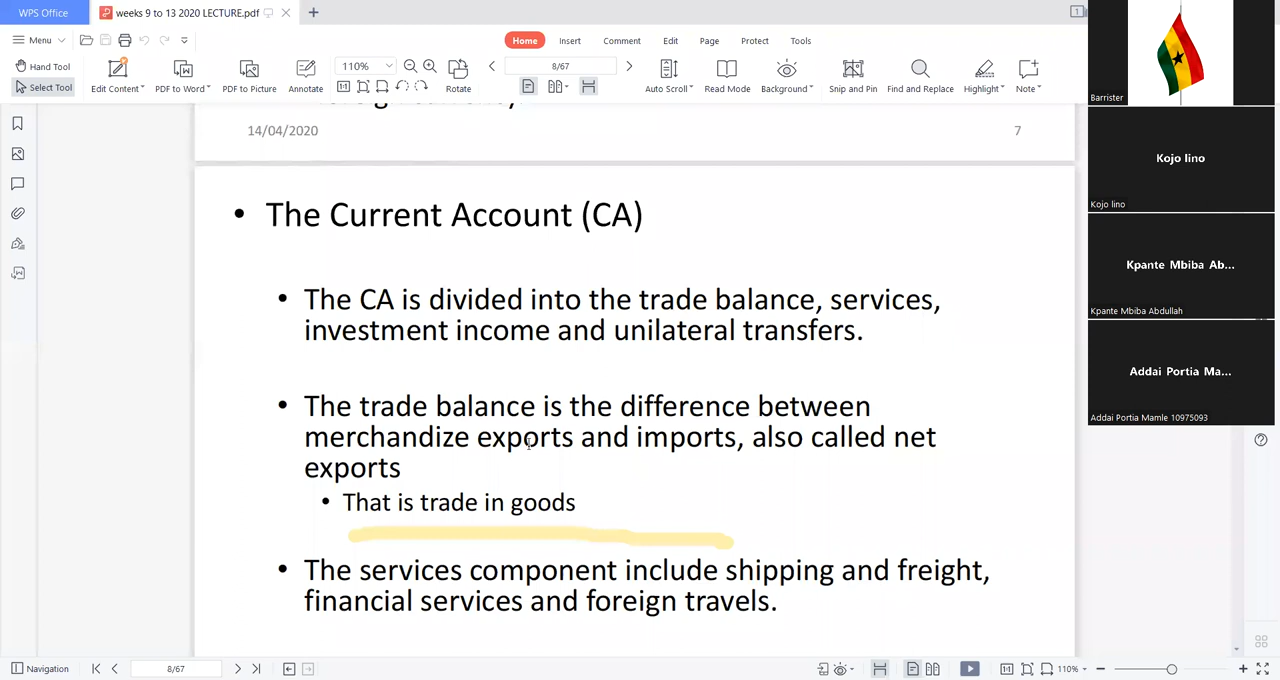 WPS Office
weeks 9 to 13 2020 LECTURE.pdf
1
Menu
Home
Insert
Comment
Edit
Page
Protect
Tools
Hand Tool
Select Tool
Edit Content
PDF to Word
PDF to Picture
Annotate
110%
Rotate
8/67
Auto Scroll
Read Mode
Background
Snip and Pin
Find and Replace
Highlight
Note
14/04/2020
7
• The Current Account (CA)
• The CA is divided into the trade balance, services,
investment income and unilateral transfers.
• The trade balance is the difference between
merchandize exports and imports, also called net
exports
• That is trade in goods
• The services component include shipping and freight,
financial services and foreign travels.
Barrister
Kojo lino
Kojo lino
Kpante Mbiba Ab...
Kpante Mbiba Abdullah
Addai Portia Ma...
Addai Portia Mamle 10975093
Navigation
8/67
110%